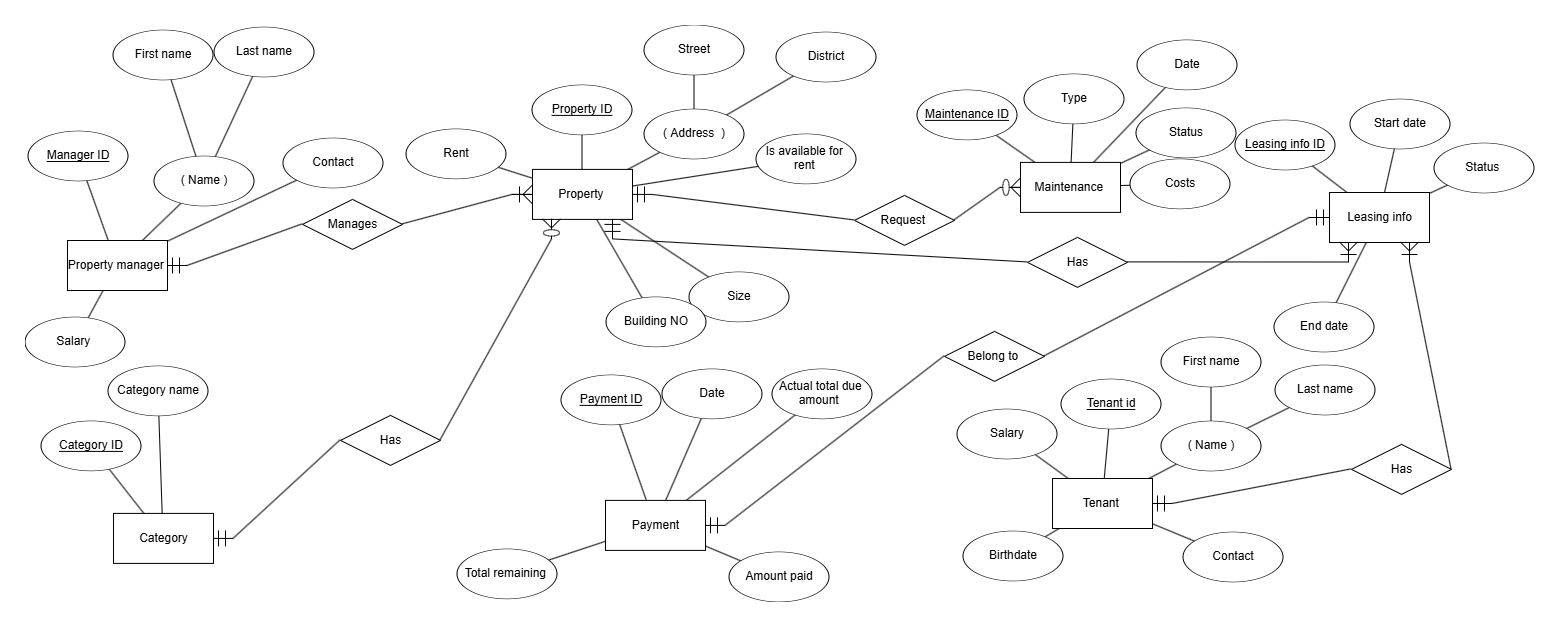 First name
Last name
Manager ID
( Name )
Contact
Property manager
Salary
Manages
Street
District
Property ID
( Address )
Rent
Is available for
rent
Property
Size
Building NO
Request
Maintenance ID
Type
Date
Status
Costs
Maintenance
Leasing info ID
Start date
Status
Leasing info
End date
Has
Belong to
Category name
Category ID
Category
Has
Payment ID
Date
Actual total due
amount
Payment
Total remaining
Amount paid
First name
Last name
Tenant id
Salary
( Name )
Tenant
Birthdate
Contact
Has